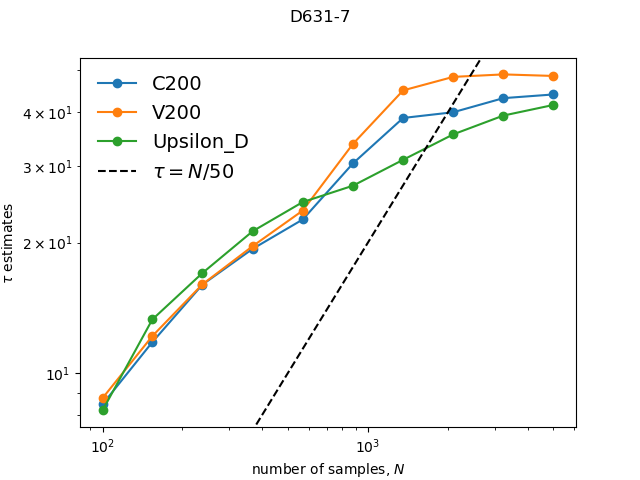 D631-7
C200
V200
Upsilon_D
τ = N/50
τ estimates
4 × 10¹
3 × 10¹
2 × 10¹
10¹
10² 10³
number of samples, N